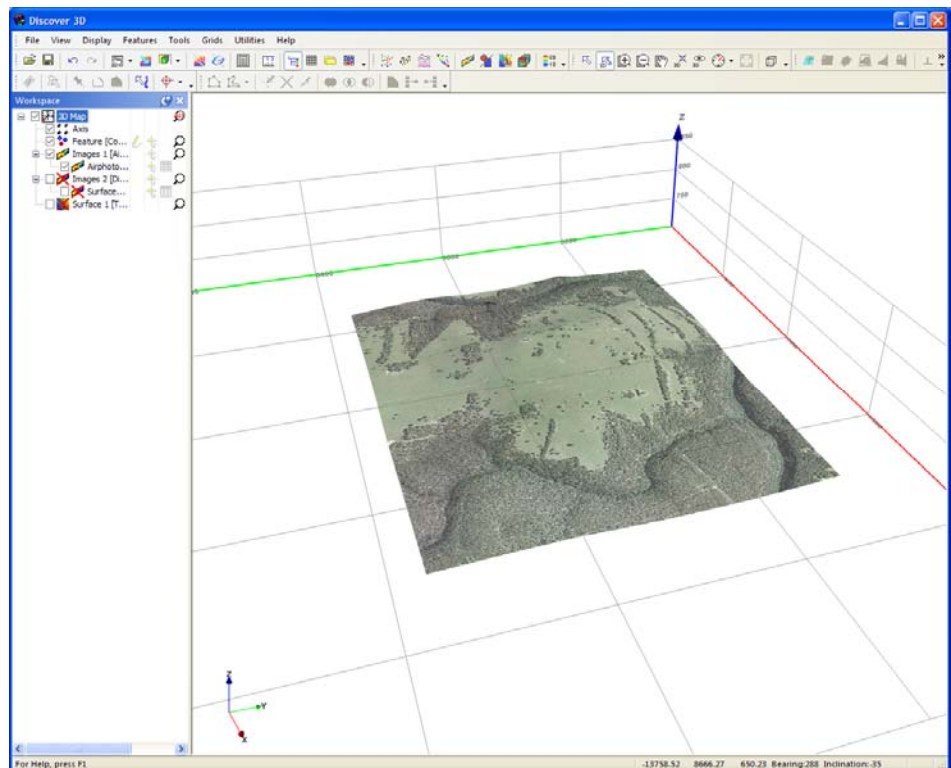 Discover 3D
File View Display Features Tools Grids Utilities Help
Workspace
3D Map
Axis
Feature [Co...
Images 1 [Ai...
Airphoto...
Images 2 [Di...
Surface...
Surface 1 [T...
Z
Z
Y
X
For Help, press F1
-13758.52 8666.27 650.23 Bearing:288 Inclination:-35